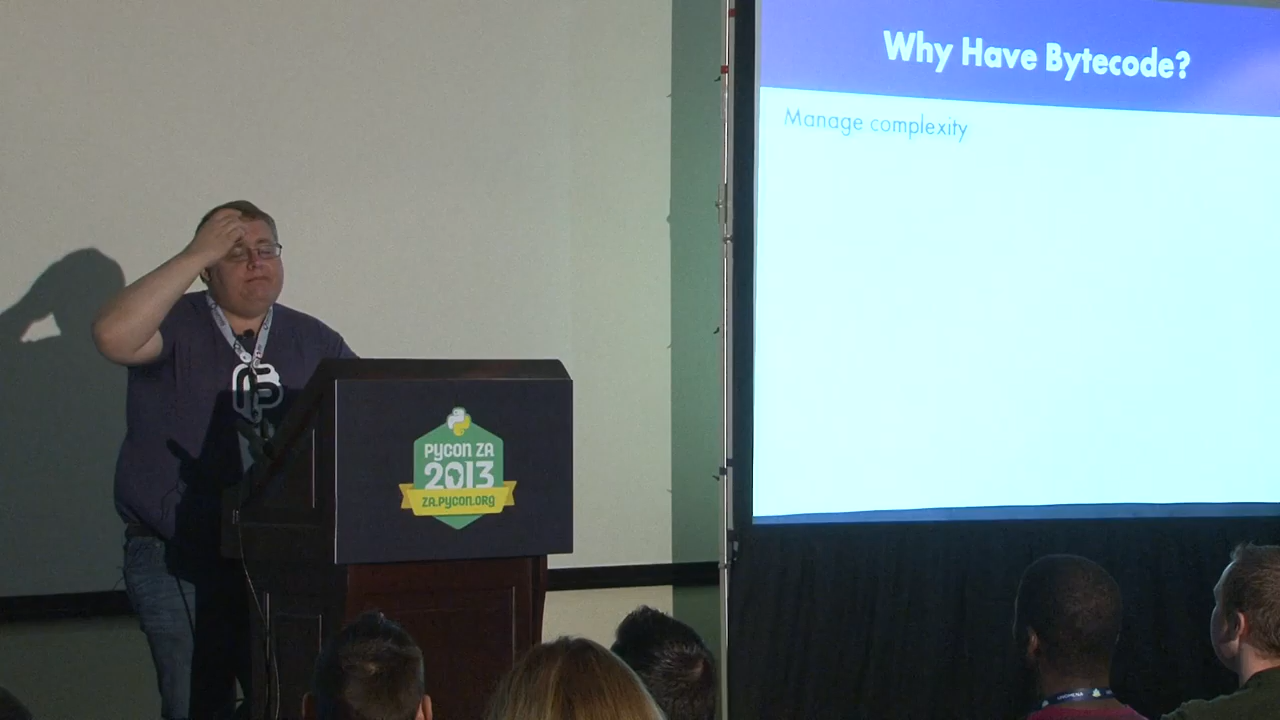 Why Have Bytecode?
Manage complexity
PYCON ZA
2013
ZA.PYCON.ORG